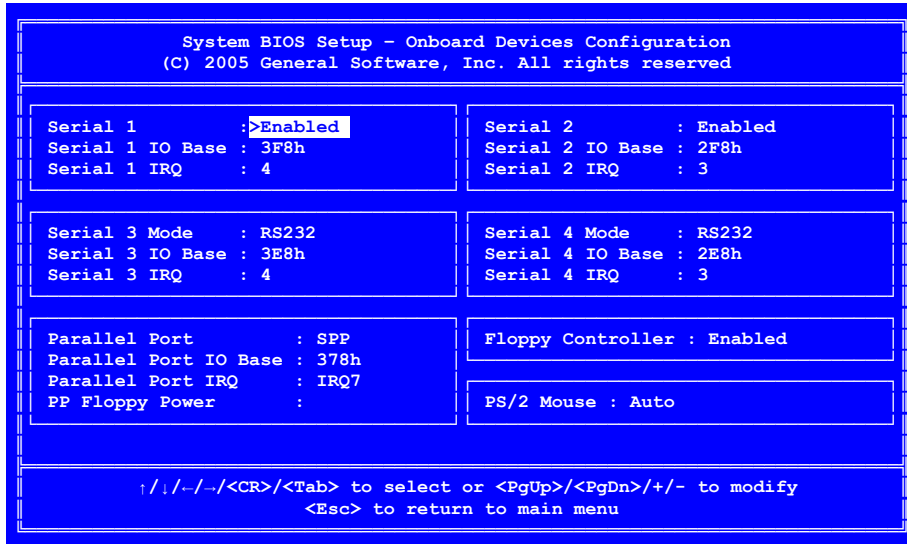 System BIOS Setup – Onboard Devices Configuration
(C) 2005 General Software, Inc. All rights reserved
Serial 1 :>Enabled
Serial 1 IO Base : 3F8h
Serial 1 IRQ : 4
Serial 2 : Enabled
Serial 2 IO Base : 2F8h
Serial 2 IRQ : 3
Serial 3 Mode : RS232
Serial 3 IO Base : 3E8h
Serial 3 IRQ : 4
Serial 4 Mode : RS232
Serial 4 IO Base : 2E8h
Serial 4 IRQ : 3
Parallel Port : SPP
Parallel Port IO Base : 378h
Parallel Port IRQ : IRQ7
PP Floppy Power :
Floppy Controller : Enabled
PS/2 Mouse : Auto
↑/↓/←/→/<CR>/<Tab> to select or <PgUp>/<PgDn>/+/- to modify
<Esc> to return to main menu